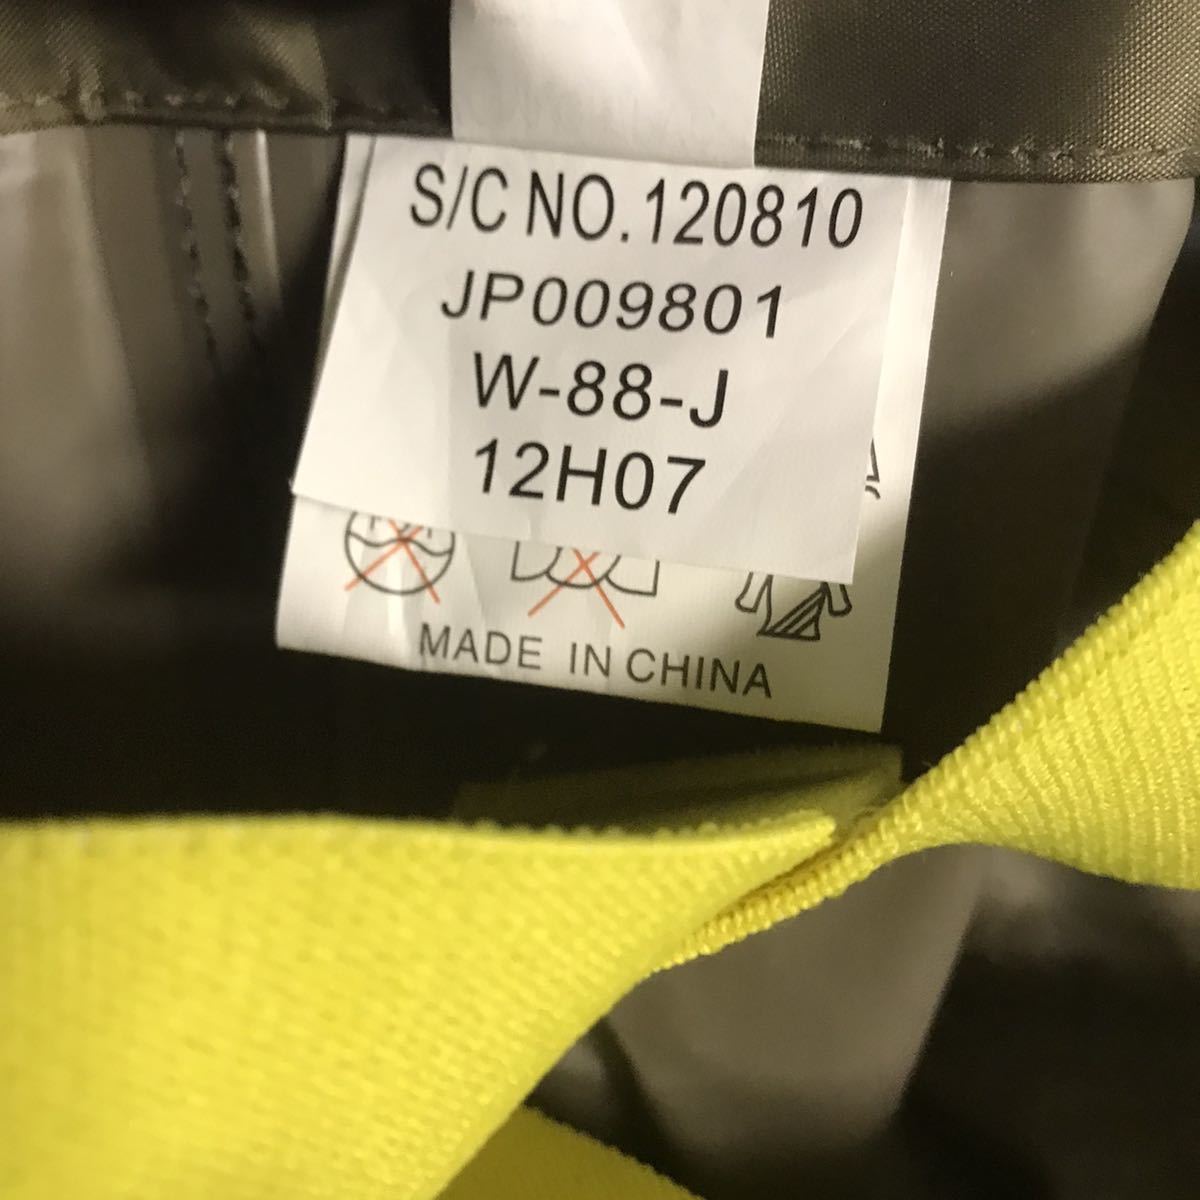 S/C NO.120810
JP009801
W-88-J
12H07
MADE IN CHINA